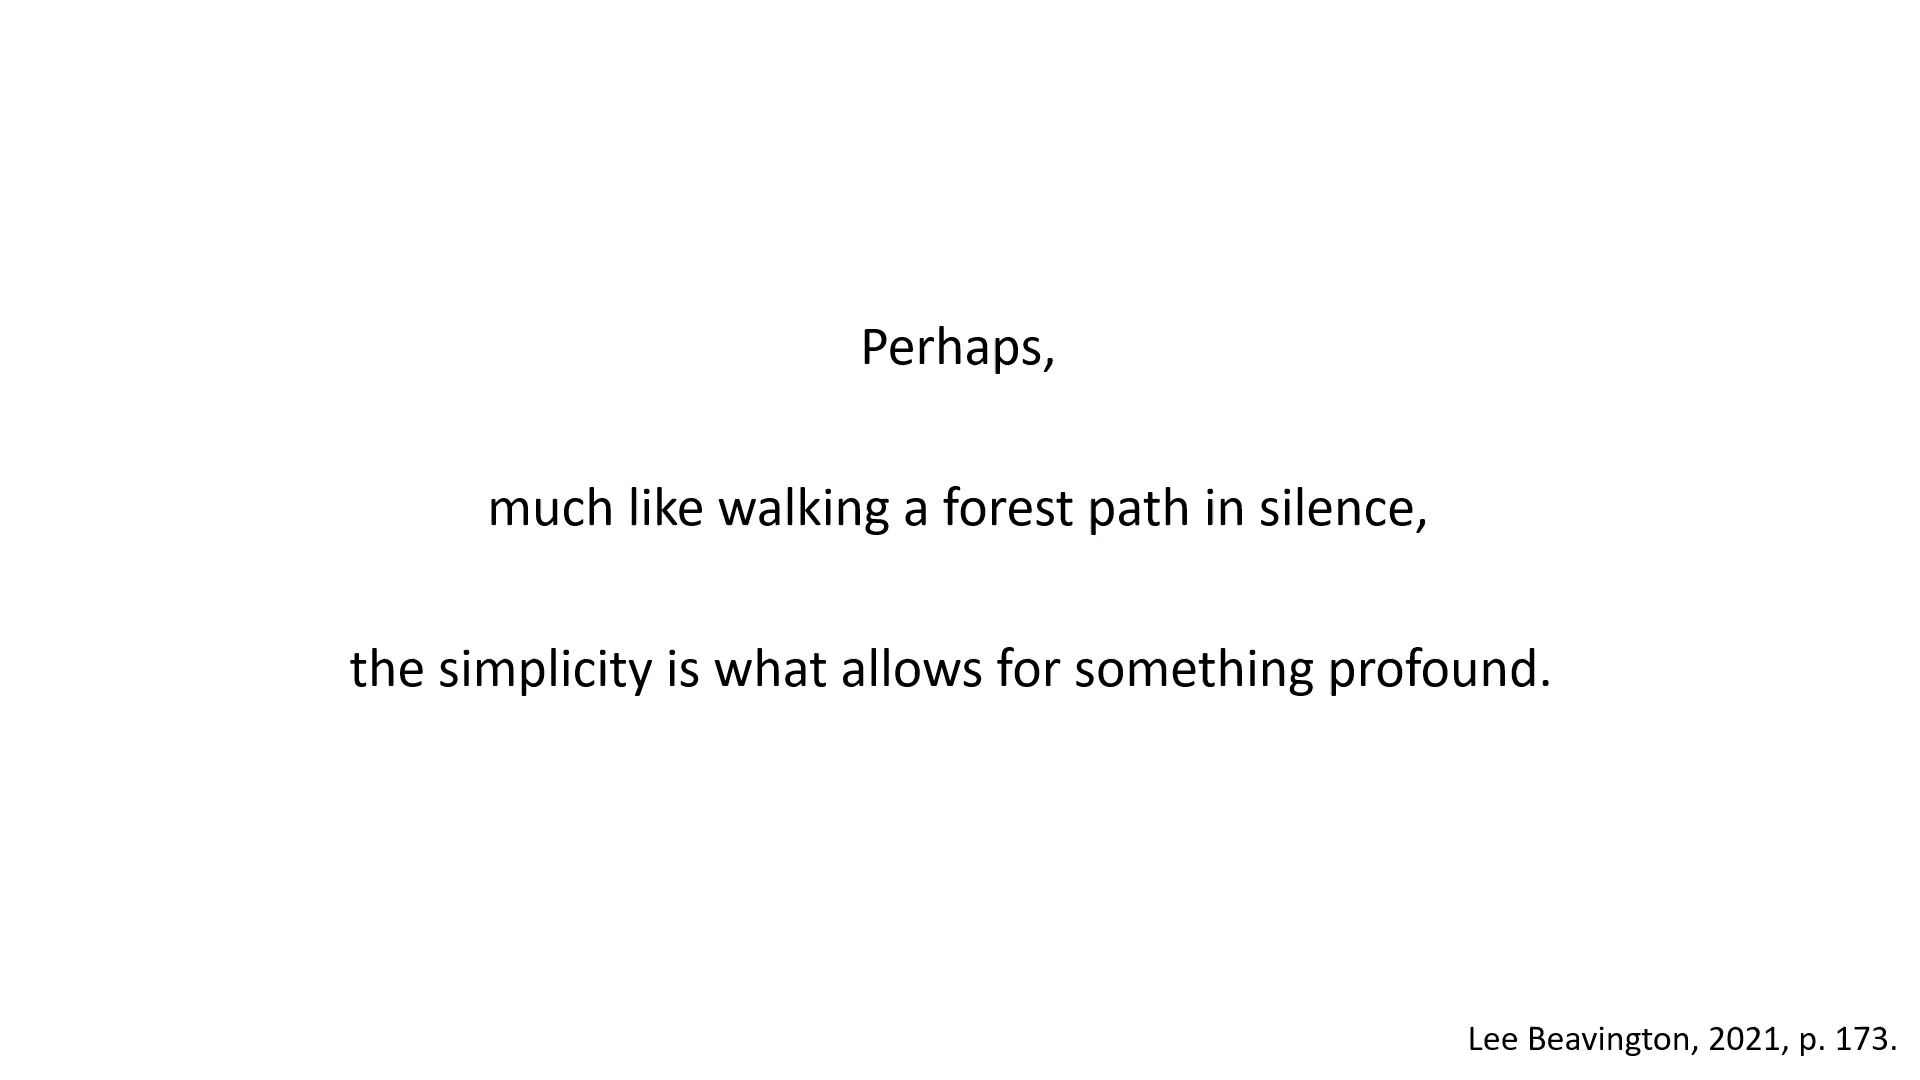 Perhaps,
much like walking a forest path in silence,
the simplicity is what allows for something profound.
Lee Beavington, 2021, p. 173.